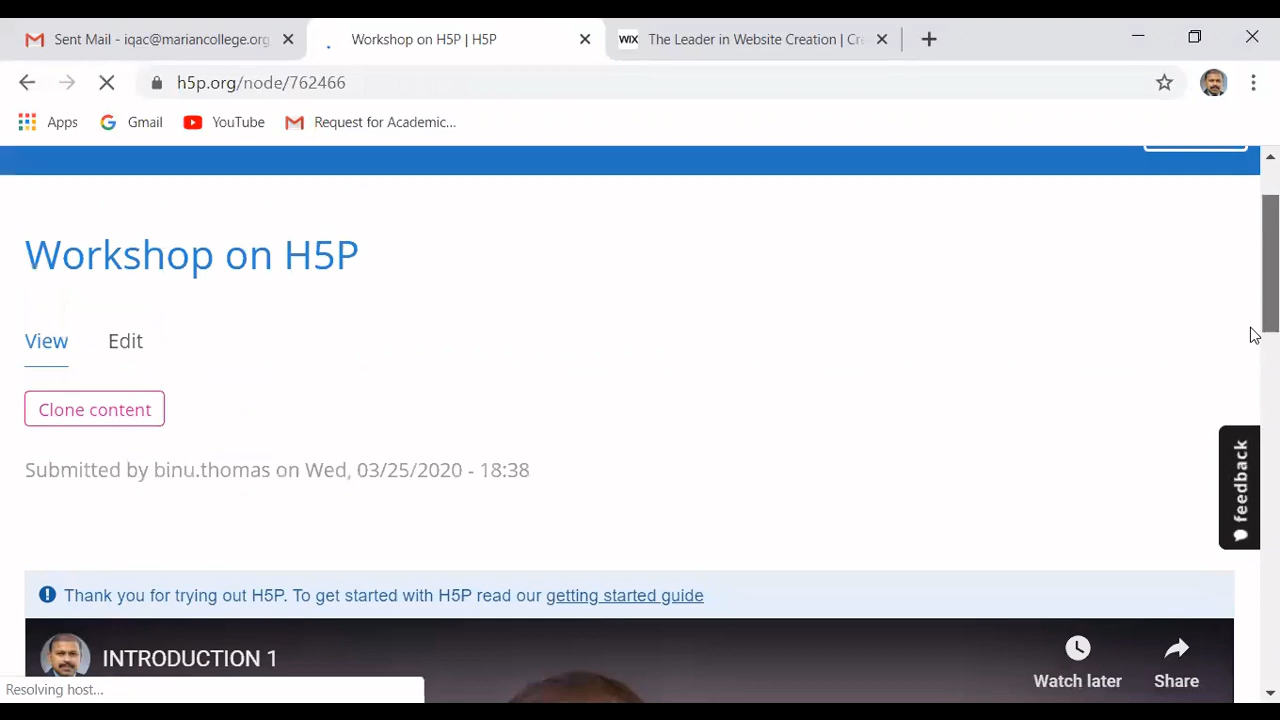 Sent Mail - iqac@mariancollege.org
Workshop on H5P | H5P
WIX The Leader in Website Creation | Cr
h5p.org/node/762466
Apps
Gmail
YouTube
Request for Academic...
Workshop on H5P
View
Edit
Clone content
Submitted by binu.thomas on Wed, 03/25/2020 - 18:38
feedback
Thank you for trying out H5P. To get started with H5P read our getting started guide
INTRODUCTION 1
Watch later
Share
Resolving host...